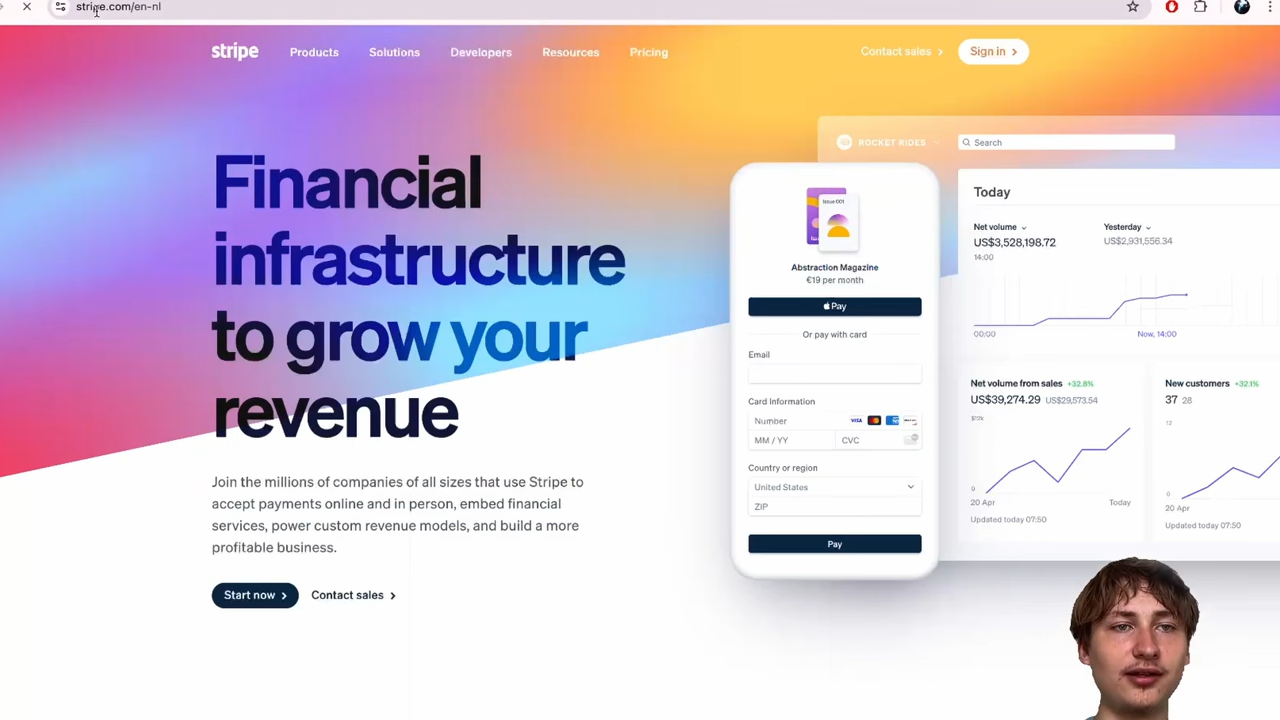 stripe.com/en-nl
stripe
Products
Solutions
Developers
Resources
Pricing
Contact sales
Sign in
Financial
infrastructure
to grow your
revenue
Join the millions of companies of all sizes that use Stripe to
accept payments online and in person, embed financial
services, power custom revenue models, and build a more
profitable business.
Start now
Contact sales
Issue 001
Abstraction Magazine
€19 per month
Pay
Or pay with card
Email
Card Information
Number
VISA
MM / YY
CVC
Country or region
United States
ZIP
Pay
ROCKET RIDES
Search
Today
Net volume
US$3,528,198.72
14:00
Yesterday
US$2,931,556.34
00:00
Now, 14:00
Net volume from sales +32.8%
US$39,274.29 US$29,573.54
0
20 Apr
Today
Updated today 07:50
New customers +32.1%
37 28
12
0
20 Apr
Updated today 07:50